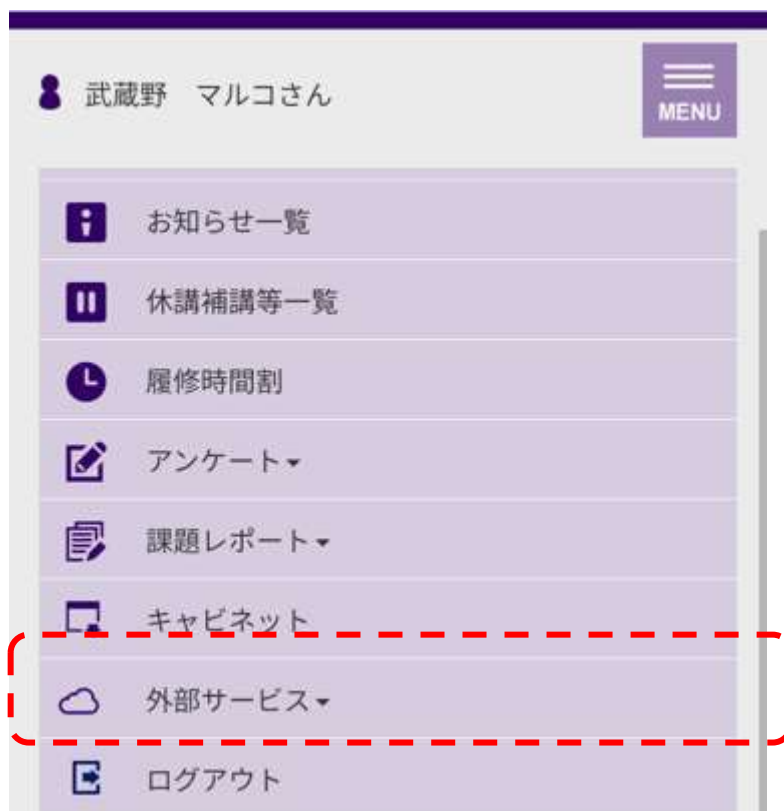 武蔵野　マルコさん
MENU
お知らせ一覧
休講補講等一覧
履修時間割
アンケート
課題レポート
キャビネット
外部サービス
ログアウト